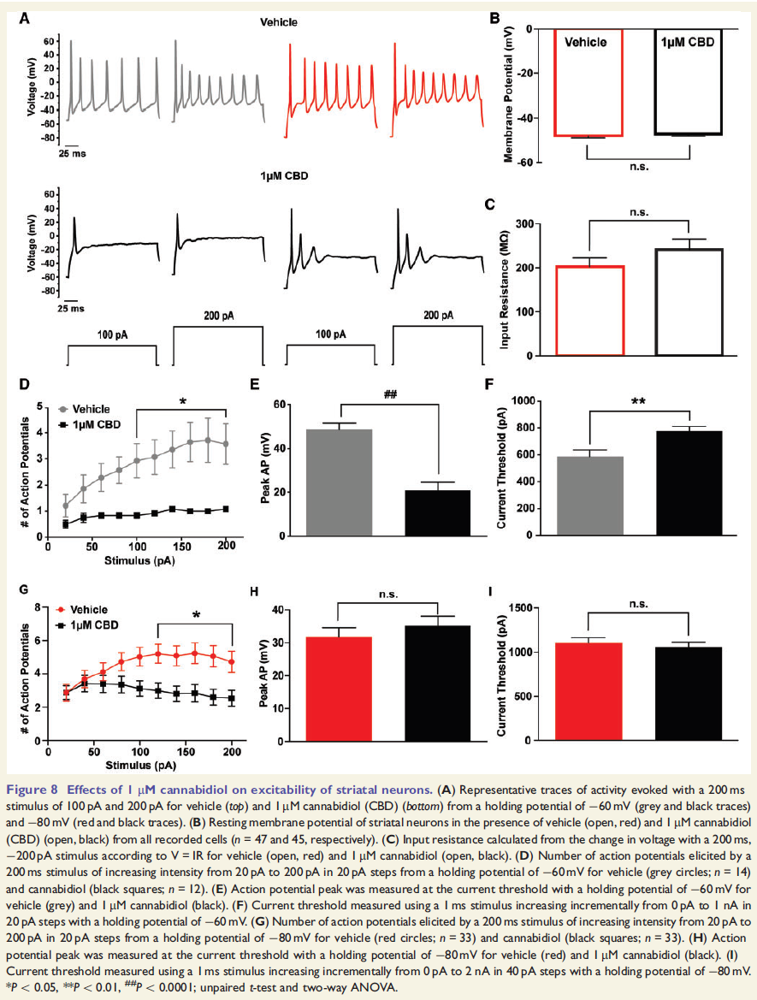 A
Vehicle
B
Voltage (mV)
60
40
20
0
-20
-40
-60
-80
25 ms
Membrane Potential (mV)
0
-20
-40
-60
Vehicle
1µM CBD
n.s.
1µM CBD
Voltage (mV)
60
40
20
0
-20
-40
-60
-80
25 ms
100 pA
200 pA
100 pA
200 pA
C
Input Resistance (MΩ)
300
200
100
0
n.s.
D
# of Action Potentials
5
4
3
2
1
0
Vehicle
1µM CBD
*
0 50 100 150 200
Stimulus (pA)
E
Peak AP (mV)
60
40
20
0
##
F
Current Threshold (pA)
1000
800
600
400
200
0
**
G
# of Action Potentials
8
6
4
2
0
Vehicle
1µM CBD
*
0 50 100 150 200
Stimulus (pA)
H
Peak AP (mV)
40
30
20
10
0
n.s.
I
Current Threshold (pA)
1500
1000
500
0
n.s.
Figure 8 Effects of 1 µM cannabidiol on excitability of striatal neurons. (A) Representative traces of activity evoked with a 200 ms
stimulus of 100 pA and 200 pA for vehicle (top) and 1 µM cannabidiol (CBD) (bottom) from a holding potential of −60 mV (grey and black traces)
and −80 mV (red and black traces). (B) Resting membrane potential of striatal neurons in the presence of vehicle (open, red) and 1 µM cannabidiol
(CBD) (open, black) from all recorded cells (n = 47 and 45, respectively). (C) Input resistance calculated from the change in voltage with a 200 ms,
−200 pA stimulus according to V = IR for vehicle (open, red) and 1 µM cannabidiol (open, black). (D) Number of action potentials elicited by a
200 ms stimulus of increasing intensity from 20 pA to 200 pA in 20 pA steps from a holding potential of −60 mV for vehicle (grey circles; n = 14)
and cannabidiol (black squares; n = 12). (E) Action potential peak was measured at the current threshold with a holding potential of −60 mV for
vehicle (grey) and 1 µM cannabidiol (black). (F) Current threshold measured using a 1 ms stimulus increasing incrementally from 0 pA to 1 nA in
20 pA steps with a holding potential of −60 mV. (G) Number of action potentials elicited by a 200 ms stimulus of increasing intensity from 20 pA to
200 pA in 20 pA steps from a holding potential of −80 mV for vehicle (red circles; n = 33) and cannabidiol (black squares; n = 33). (H) Action
potential peak was measured at the current threshold with a holding potential of −80 mV for vehicle (red) and 1 µM cannabidiol (black). (I)
Current threshold measured using a 1 ms stimulus increasing incrementally from 0 pA to 2 nA in 40 pA steps with a holding potential of −80 mV.
*P < 0.05, **P < 0.01, ##P < 0.0001; unpaired t-test and two-way ANOVA.